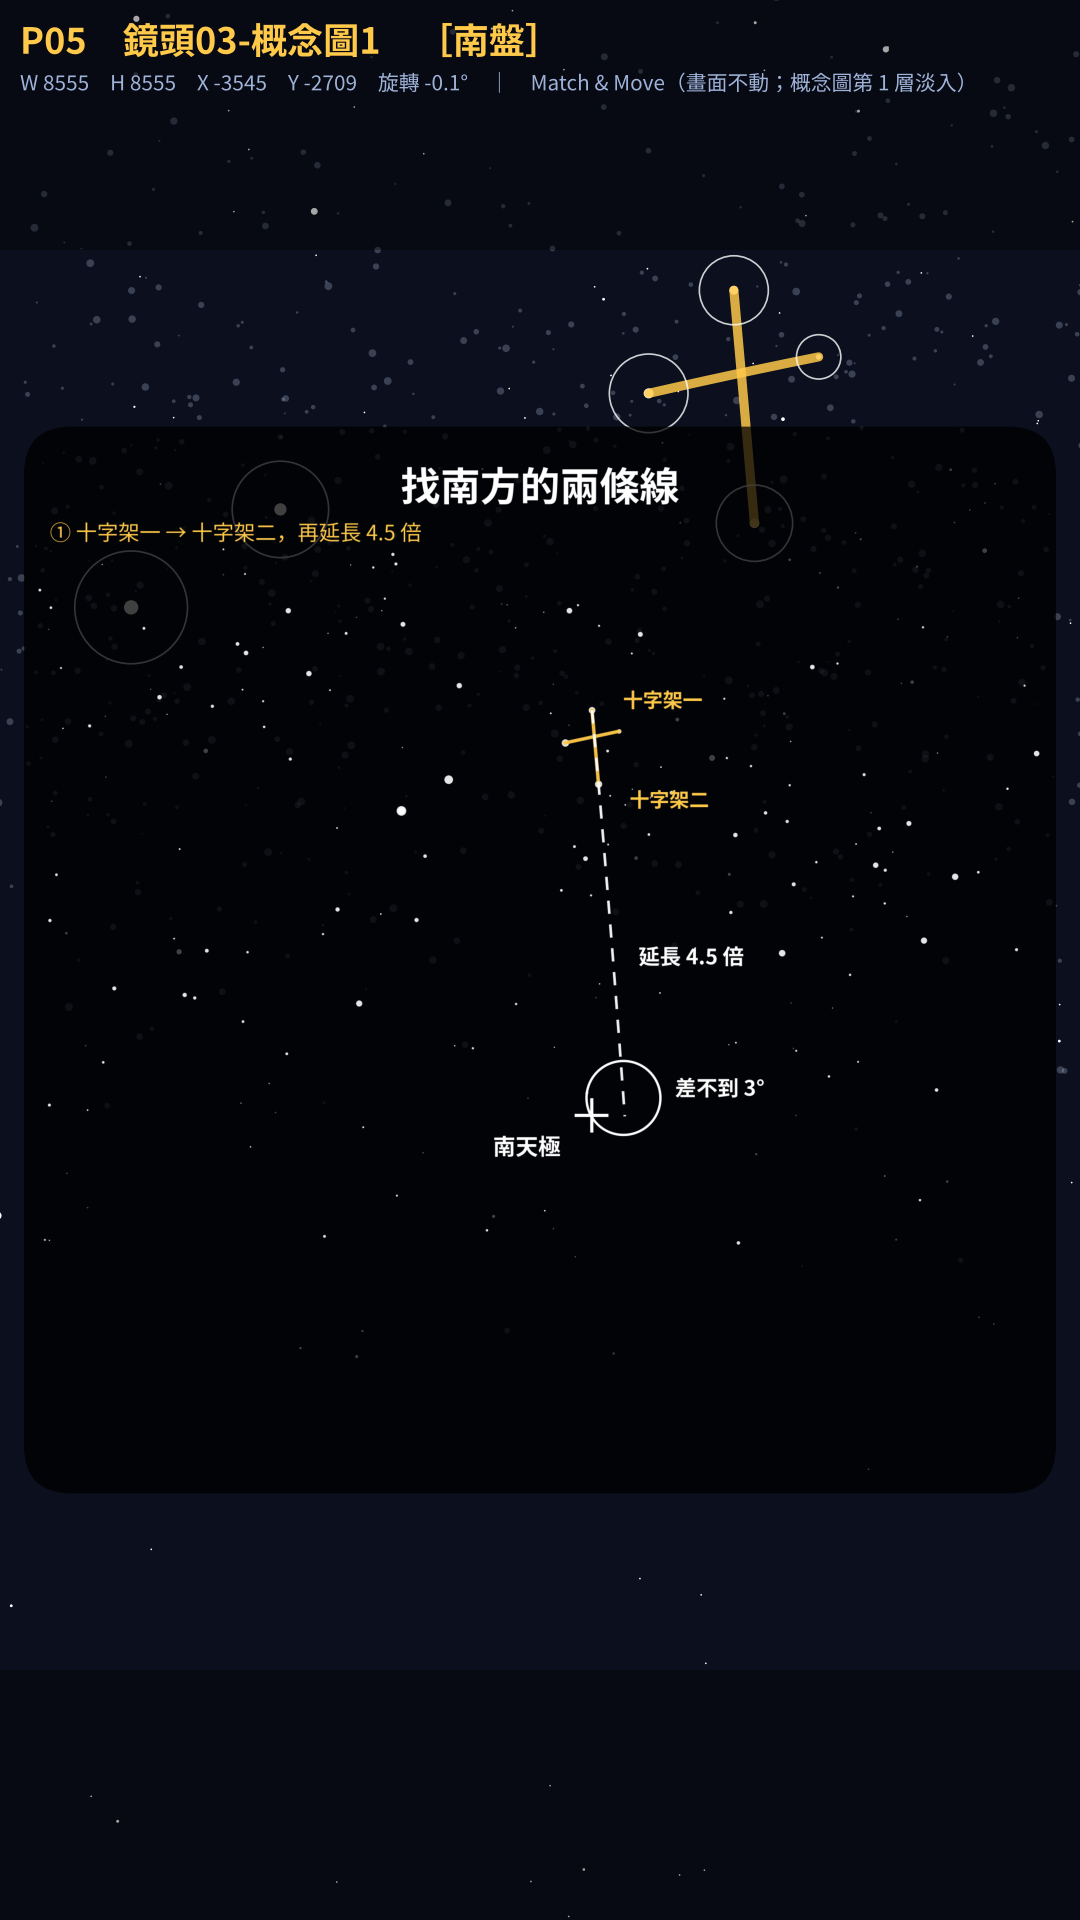 P05 鏡頭03-概念圖1 ［南盤］
W 8555 H 8555 X -3545 Y -2709 旋轉 -0.1° ｜ Match & Move（畫面不動；概念圖第 1 層淡入）
找南方的兩條線
① 十字架一 → 十字架二，再延長 4.5 倍
十字架一
十字架二
延長 4.5 倍
差不到 3°
南天極